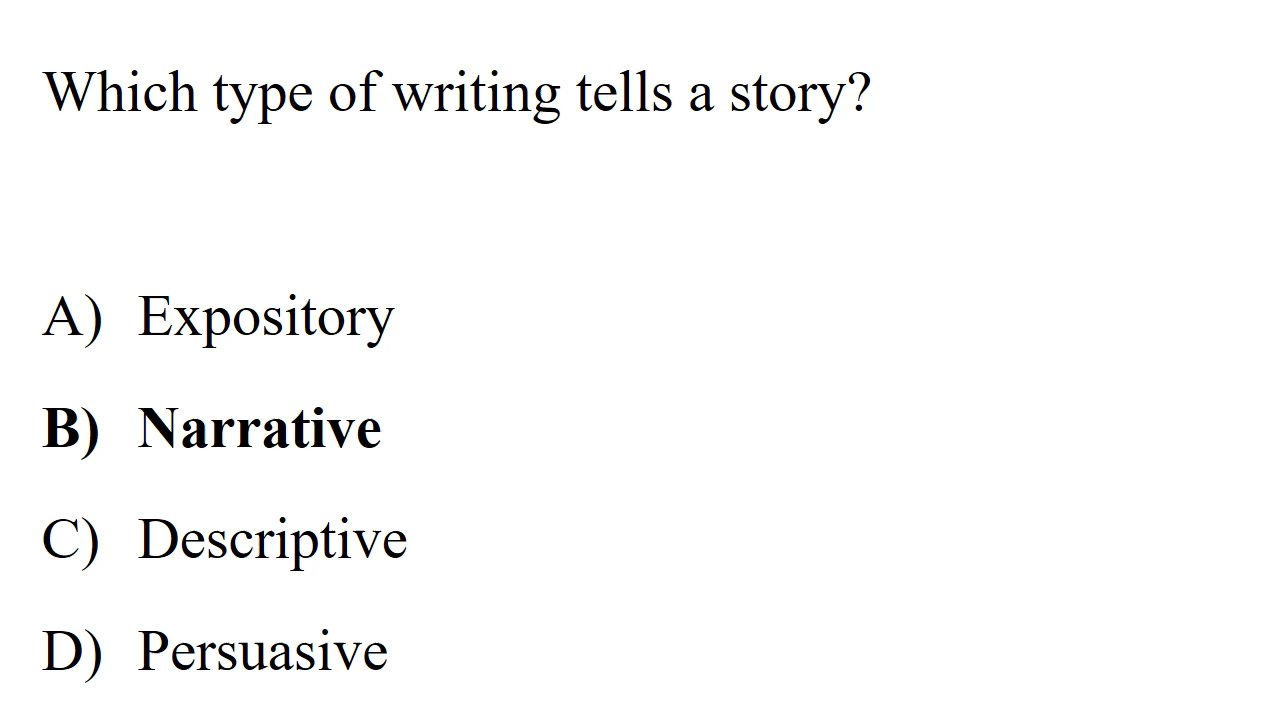 Which type of writing tells a story?
A) Expository
B) Narrative
C) Descriptive
D) Persuasive